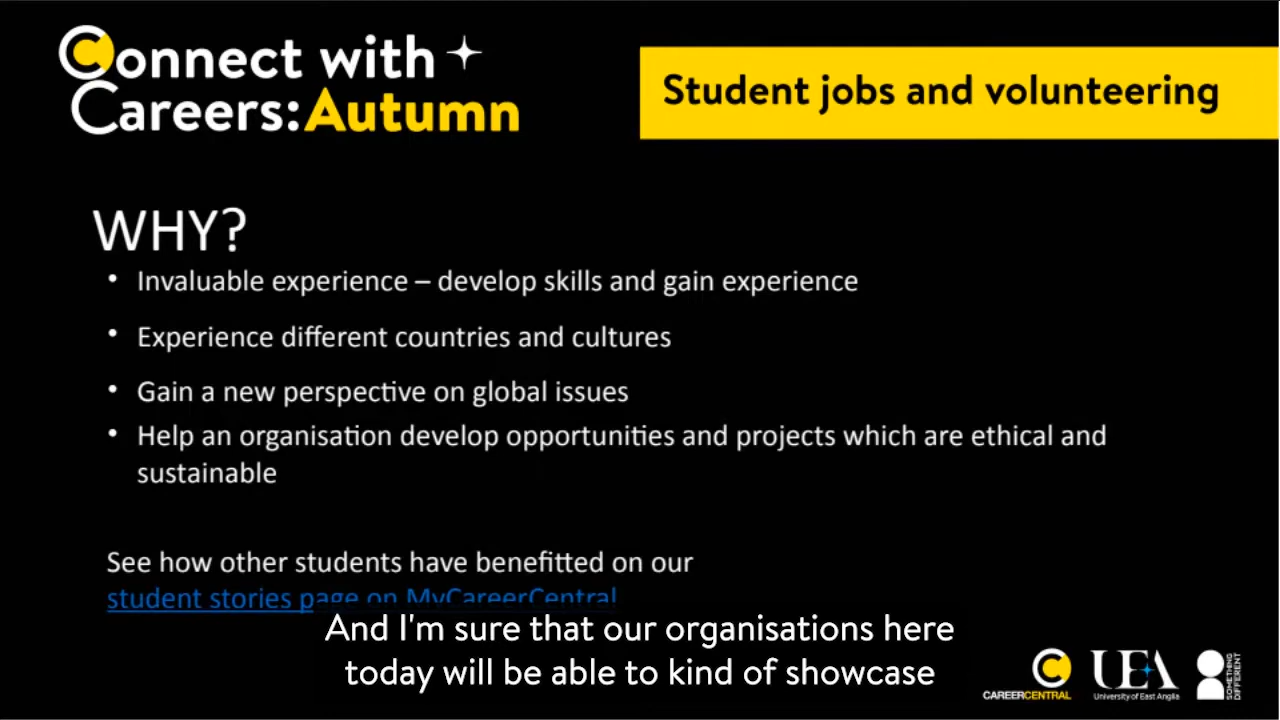 Connect with
Careers: Autumn
Student jobs and volunteering
WHY?
• Invaluable experience – develop skills and gain experience
• Experience different countries and cultures
• Gain a new perspective on global issues
• Help an organisation develop opportunities and projects which are ethical and
sustainable
See how other students have benefitted on our
student stories page on MyCareerCentral
And I'm sure that our organisations here
today will be able to kind of showcase
CAREERCENTRAL
UEA
University of East Anglia
SOMETHING
DIFFERENT